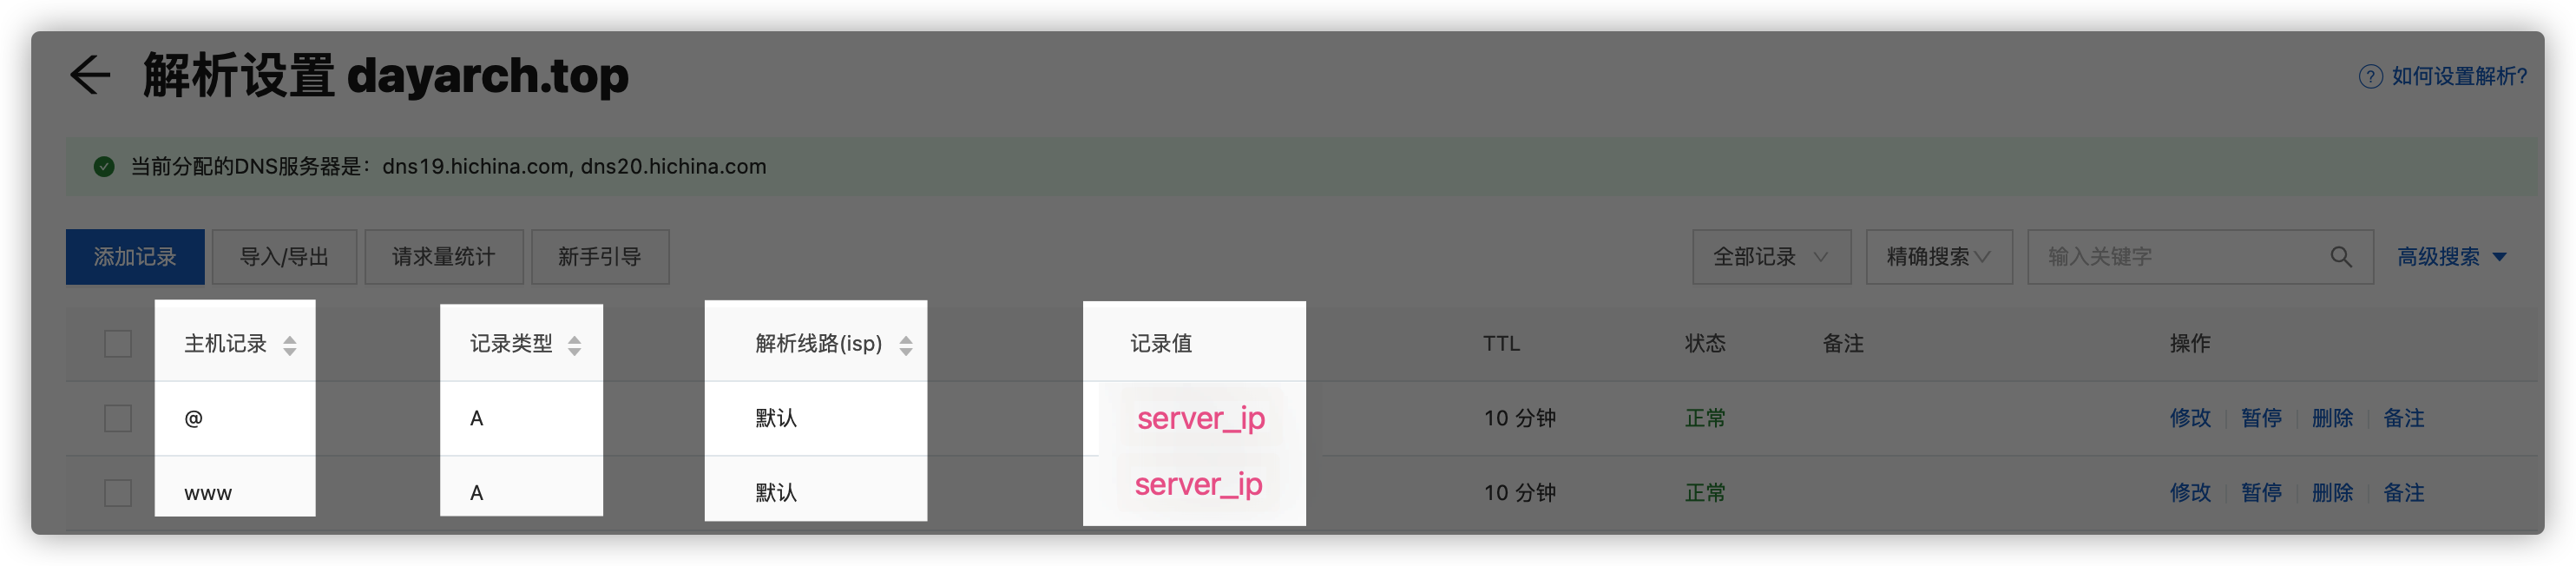 解析设置 dayarch.top
如何设置解析?
当前分配的DNS服务器是：dns19.hichina.com, dns20.hichina.com
添加记录 导入/导出 请求量统计 新手引导 全部记录 精确搜索 输入关键字 高级搜索
主机记录 记录类型 解析线路(isp) 记录值 TTL 状态 备注 操作
@ A 默认 server_ip 10 分钟 正常 修改 暂停 删除 备注
www A 默认 server_ip 10 分钟 正常 修改 暂停 删除 备注